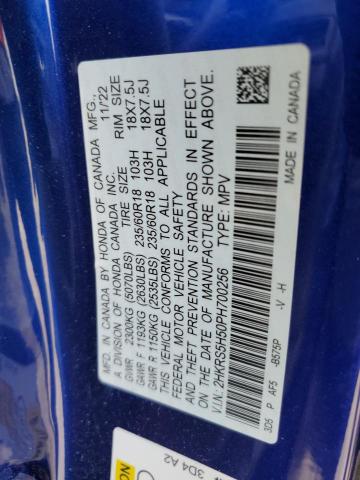 MFD. IN CANADA BY HONDA OF CANADA MFG.,
A DIVISION OF HONDA CANADA INC. 11/22
TIRE SIZE RIM SIZE
GVWR 2300KG (5070LBS)
GAWR F 1193KG (2630LBS) 235/60R18 103H 18X7.5J
GAWR R 1150KG (2535LBS) 235/60R18 103H 18X7.5J
THIS VEHICLE CONFORMS TO ALL APPLICABLE
FEDERAL MOTOR VEHICLE SAFETY
AND THEFT PREVENTION STANDARDS IN EFFECT
ON THE DATE OF MANUFACTURE SHOWN ABOVE.
V.I.N.: 2HKRS5H50PH700256 TYPE: MPV
MADE IN CANADA
3D5 P AF5 -B575P -V -H
3D4 A2